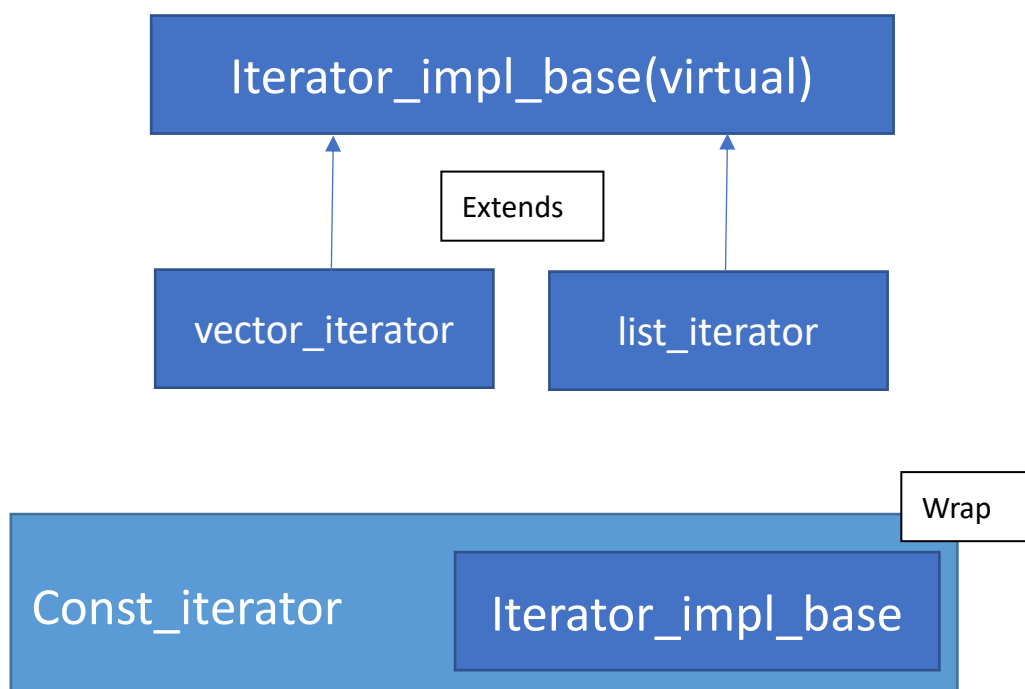 Iterator_impl_base(virtual)
Extends
vector_iterator
list_iterator
Wrap
Const_iterator
Iterator_impl_base